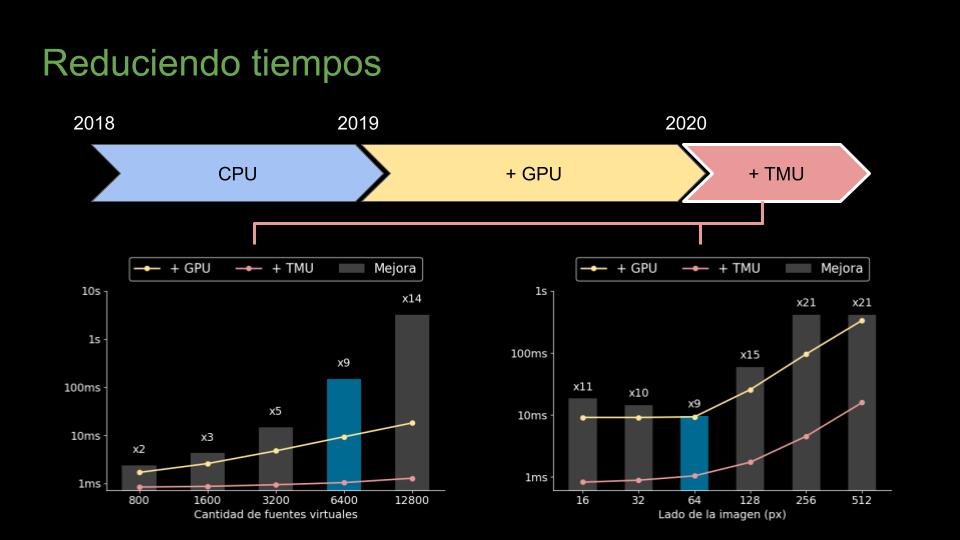 Reduciendo tiempos
2018 2019 2020
CPU + GPU + TMU
+ GPU + TMU Mejora
10s
1s
100ms
10ms
1ms
x2 x3 x5 x9 x14
800 1600 3200 6400 12800
Cantidad de fuentes virtuales
+ GPU + TMU Mejora
1s
100ms
10ms
1ms
x11 x10 x9 x15 x21 x21
16 32 64 128 256 512
Lado de la imagen (px)